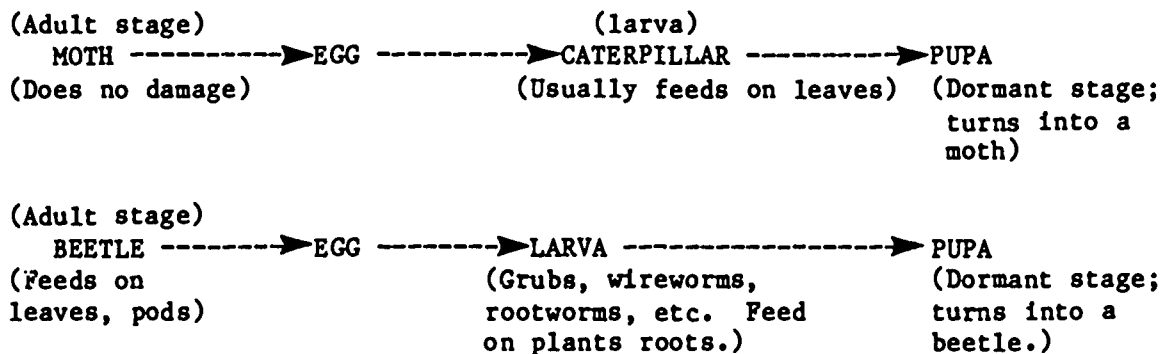 (Adult stage) (larva)
MOTH EGG CATERPILLAR PUPA
(Does no damage) (Usually feeds on leaves) (Dormant stage;
turns into a
moth)
(Adult stage)
BEETLE EGG LARVA PUPA
(Feeds on (Grubs, wireworms, (Dormant stage;
leaves, pods) rootworms, etc. Feed turns into a
on plants roots.) beetle.)